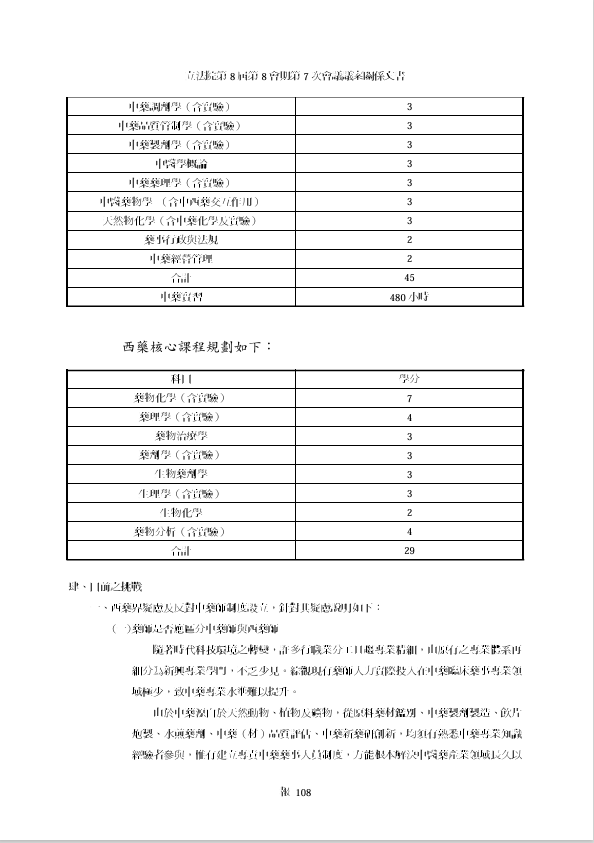 立法院第 8 屆第 8 會期第 7 次會議議案關係文書
中藥調劑學（含實驗） 3
中藥品質管制學（含實驗） 3
中藥製劑學（含實驗） 3
中醫學概論 3
中藥藥理學（含實驗） 3
中醫藥物學 （含中西藥交互作用） 3
天然物化學（含中藥化學及實驗） 3
藥事行政與法規 2
中藥經營管理 2
合計 45
中藥實習 480 小時
西藥核心課程規劃如下：
科目 學分
藥物化學（含實驗） 7
藥理學（含實驗） 4
藥物治療學 3
藥劑學（含實驗） 3
生物藥劑學 3
生理學（含實驗） 3
生物化學 2
藥物分析（含實驗） 4
合計 29
肆、目前之挑戰
一、西藥界疑慮及反對中藥師制度設立，針對其疑慮說明如下：
(一)藥師是否應區分中藥師與西藥師
隨著時代科技環境之轉變，許多行職業分工日趨專業精細，由原有之專業體系再
細分為新興專業學門，不乏少見。綜觀現有藥師人力實際投入在中藥臨床藥事專業領
域極少，致中藥專業水準難以提升。
由於中藥源自於天然動物、植物及礦物，從原料藥材鑑別、中藥製劑製造、飲片
炮製、水煎藥劑、中藥（材）品質評估、中藥新藥研創新，均須有熟悉中藥專業知識
經驗者參與，惟有建立專責中藥藥事人員制度，方能根本解決中醫藥產業領域長久以
報 108